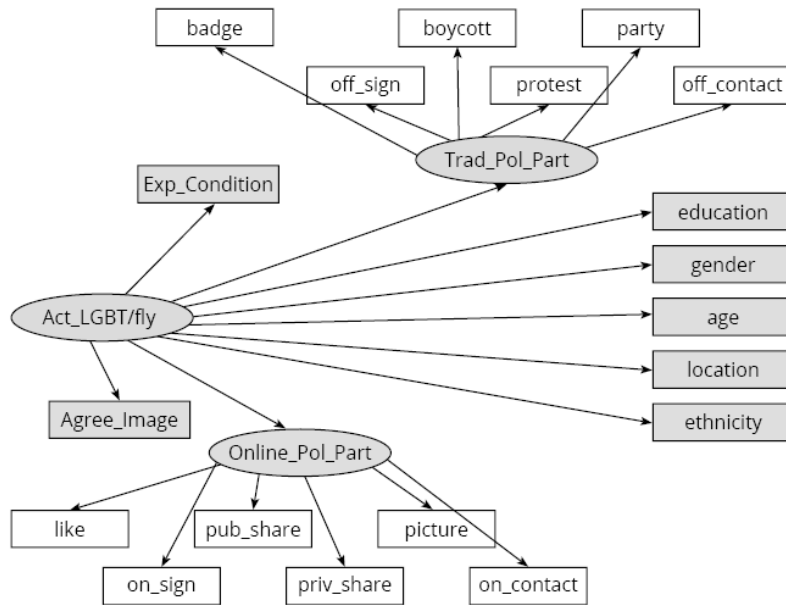 badge
boycott
party
off_sign
protest
off_contact
Trad_Pol_Part
Exp_Condition
education
gender
Act_LGBT/fly
age
location
Agree_Image
ethnicity
Online_Pol_Part
like
pub_share
picture
on_sign
priv_share
on_contact